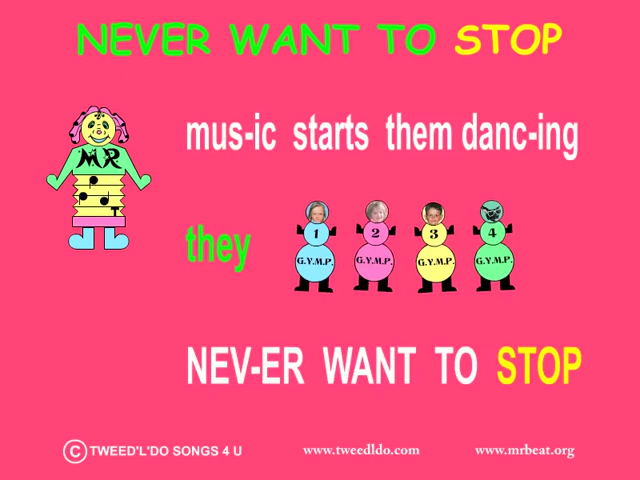 NEVER WANT TO STOP
mus-ic starts them danc-ing
MR
T
they
1 2 3 4
G.Y.M.P. G.Y.M.P. G.Y.M.P. G.Y.M.P.
NEV-ER WANT TO STOP
© TWEED'L'DO SONGS 4 U www.tweedldo.com www.mrbeat.org